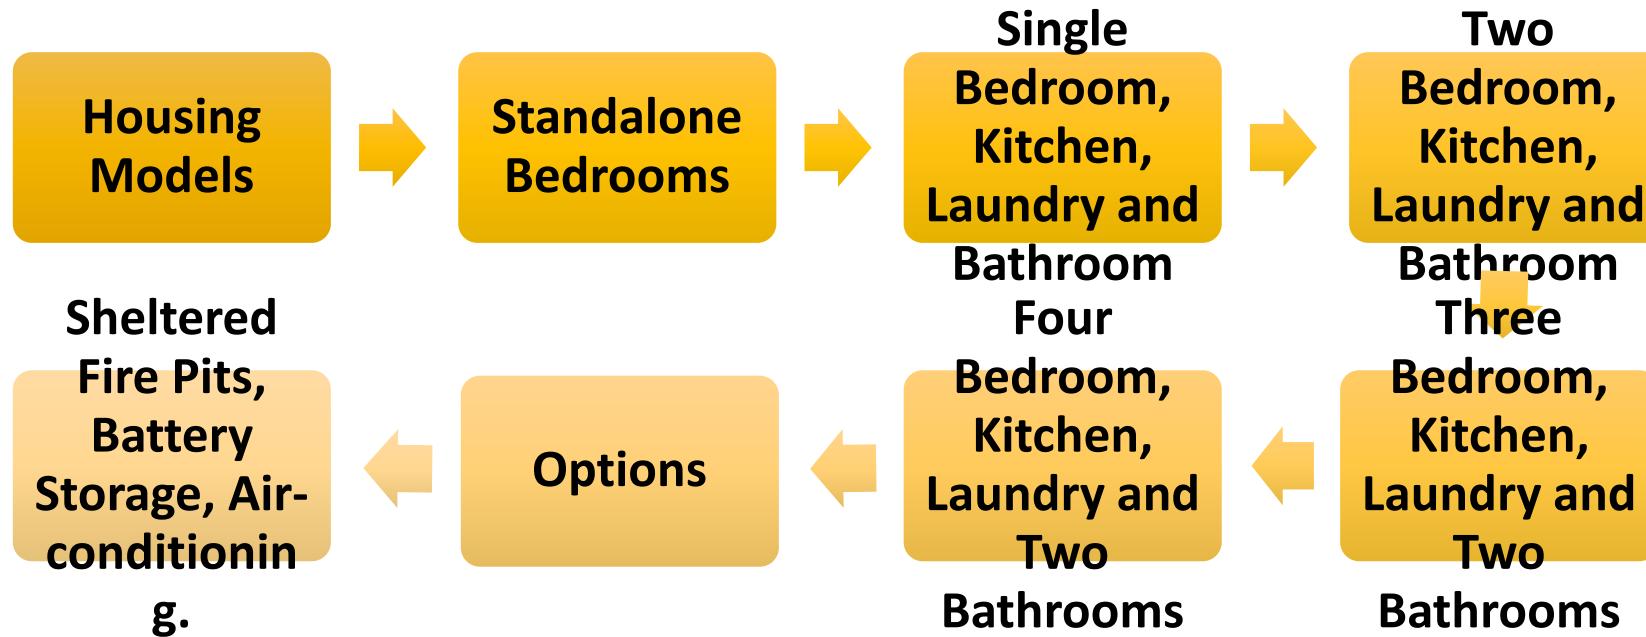 Housing
Models
Standalone
Bedrooms
Single
Bedroom,
Kitchen,
Laundry and
Bathroom
Two
Bedroom,
Kitchen,
Laundry and
Bathroom
Three
Bedroom,
Kitchen,
Laundry and
Two
Bathrooms
Four
Bedroom,
Kitchen,
Laundry and
Two
Bathrooms
Options
Sheltered
Fire Pits,
Battery
Storage, Air-
conditionin
g.